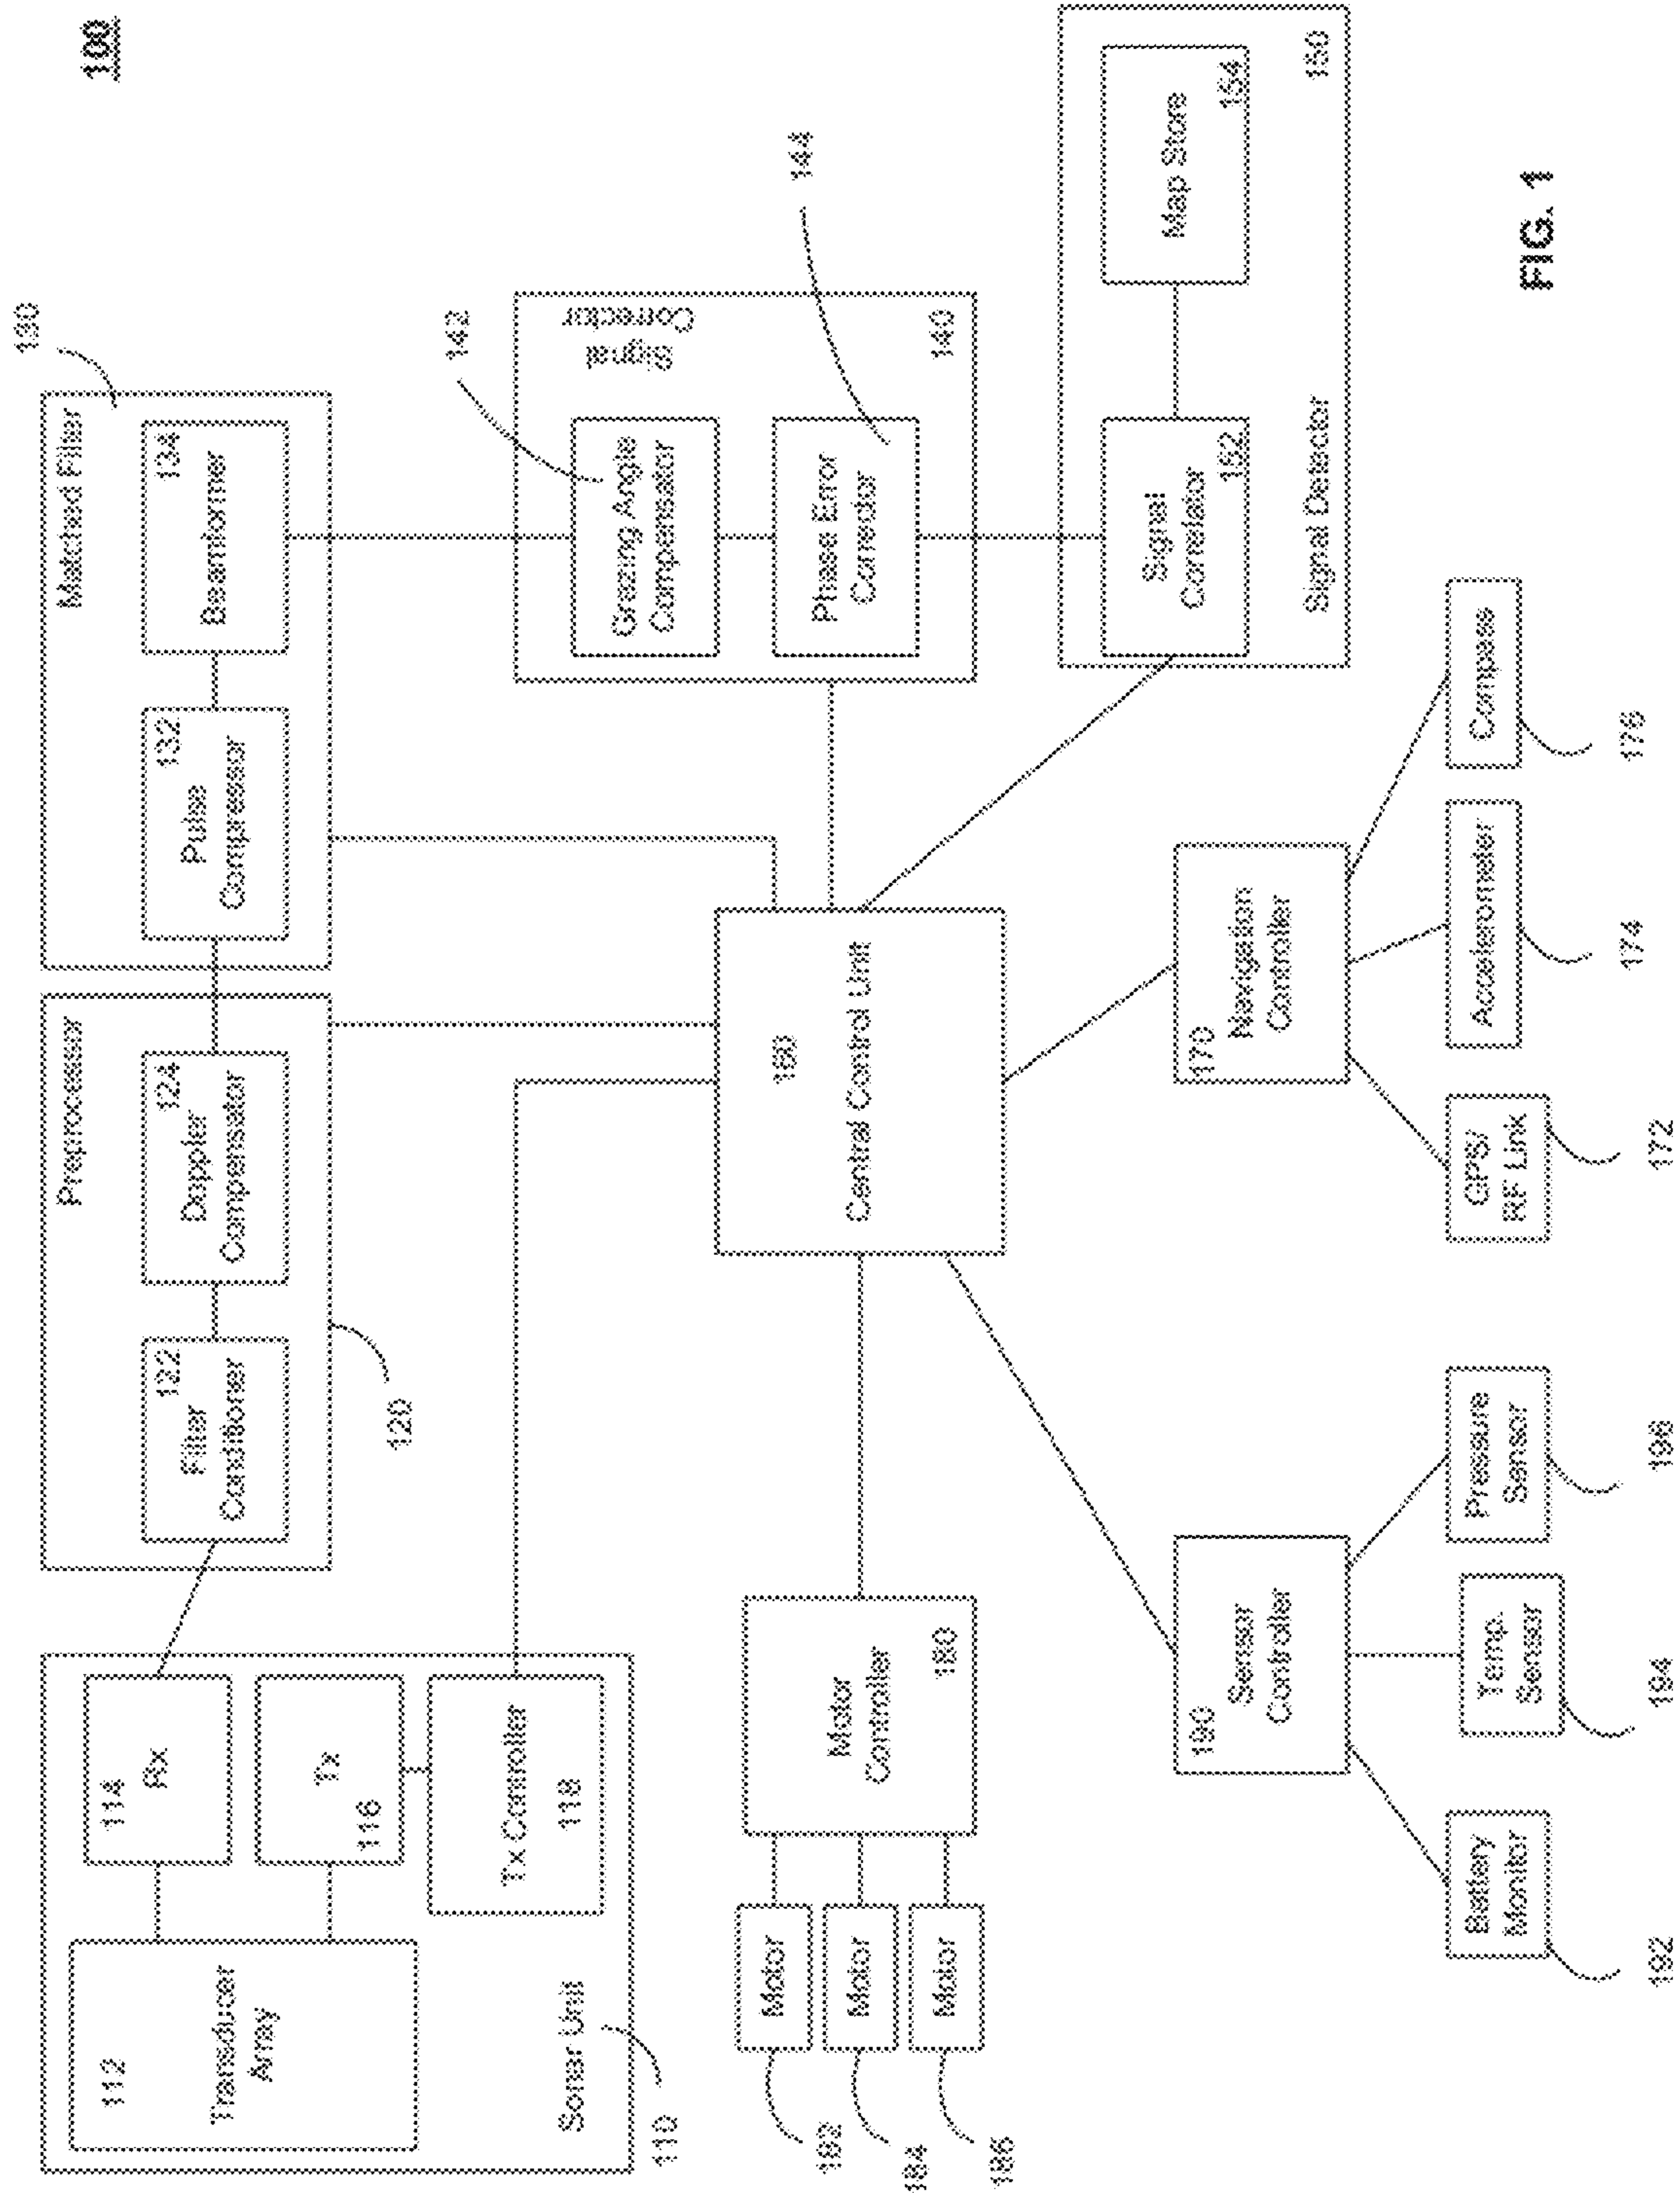 100
Sonar Unit
110
112
Transducer
Array
114
Rx
Tx
116
Tx Controller
118
Preprocessor
120
122
Filter
Conditioner
124
Doppler
Compensator
Matched Filter
130
132
Pulse
Compressor
134
Beamformer
Signal
Corrector
140
142
Grazing Angle
Compensator
144
Phase Error
Corrector
Signal Detector
150
Signal
Correlator
152
Map Store
154
160
Central Control Unit
Motor
Controller
180
Motor
182
Motor
184
Motor
186
170
Navigation
Controller
GPS/
RF Link
172
Accelerometer
174
Compass
176
190
Sensor
Controller
Battery
Monitor
192
Temp.
Sensor
194
Pressure
Sensor
196
FIG. 1